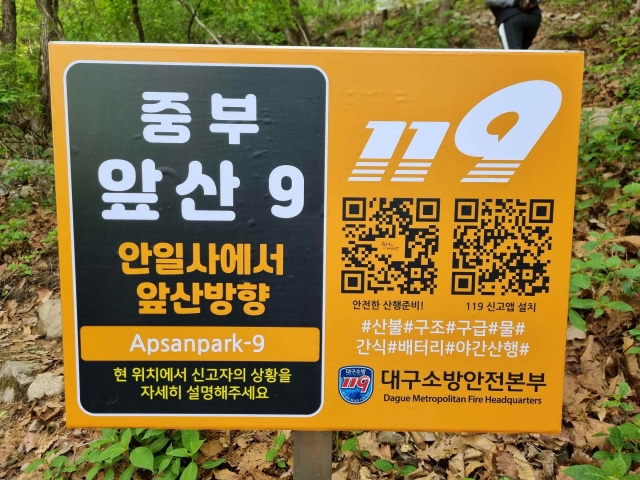 중부
앞산 9
안일사에서
앞산방향
Apsanpark-9
현 위치에서 신고자의 상황을
자세히 설명해주세요
119
안전한 산행준비!
119 신고앱 설치
#산불#구조#구급#물#
간식#배터리#야간산행#
대구소방
119
대구소방안전본부
Dague Metropolitan Fire Headquarters